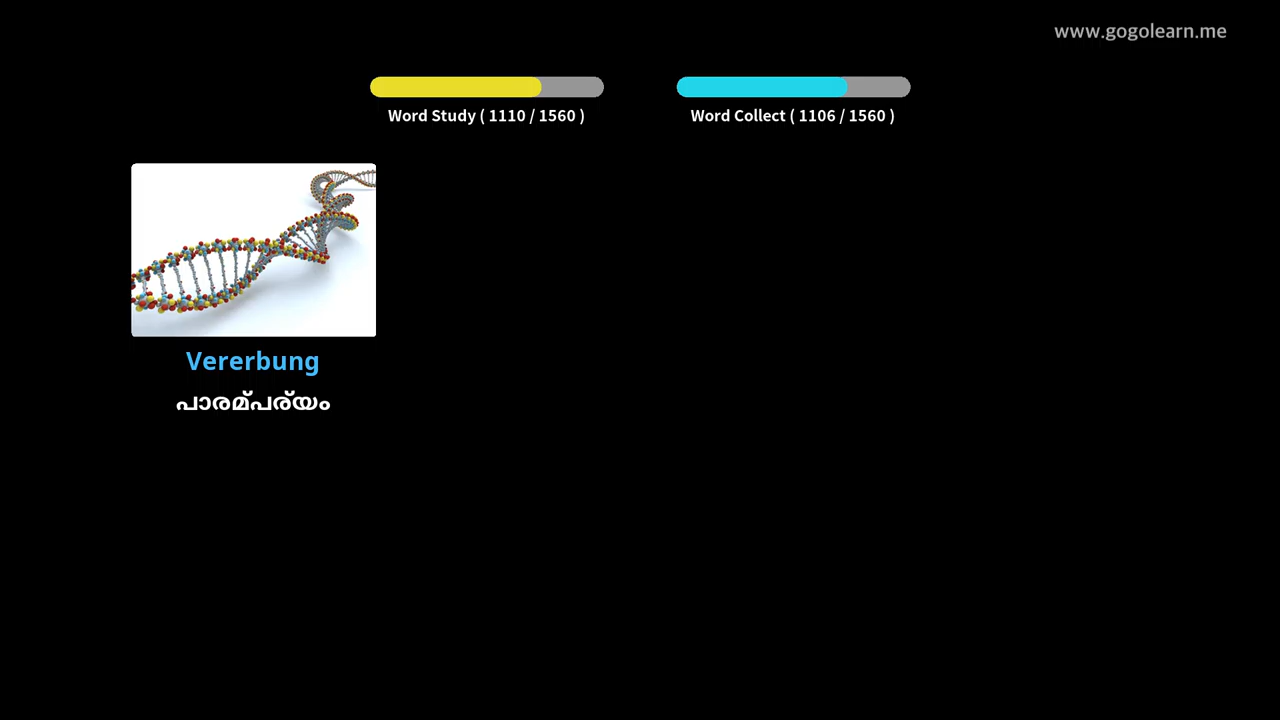 www.gogolearn.me
Word Study ( 1110 / 1560 )
Word Collect ( 1106 / 1560 )
Vererbung
പാരമ്പര്യം